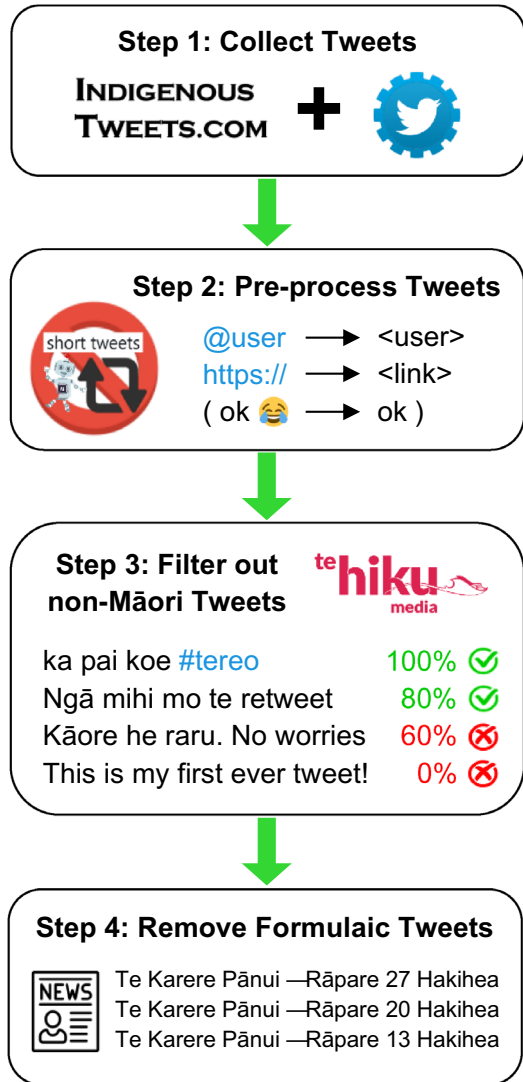 Step 1: Collect Tweets
INDIGENOUS
TWEETS.COM +
Step 2: Pre-process Tweets
short tweets
@user → <user>
https:// → <link>
( ok 😂 → ok )
Step 3: Filter out
non-Māori Tweets
te hiku
media
ka pai koe #tereo 100%
Ngā mihi mo te retweet 80%
Kāore he raru. No worries 60%
This is my first ever tweet! 0%
Step 4: Remove Formulaic Tweets
NEWS
Te Karere Pānui —Rāpare 27 Hakihea
Te Karere Pānui —Rāpare 20 Hakihea
Te Karere Pānui —Rāpare 13 Hakihea